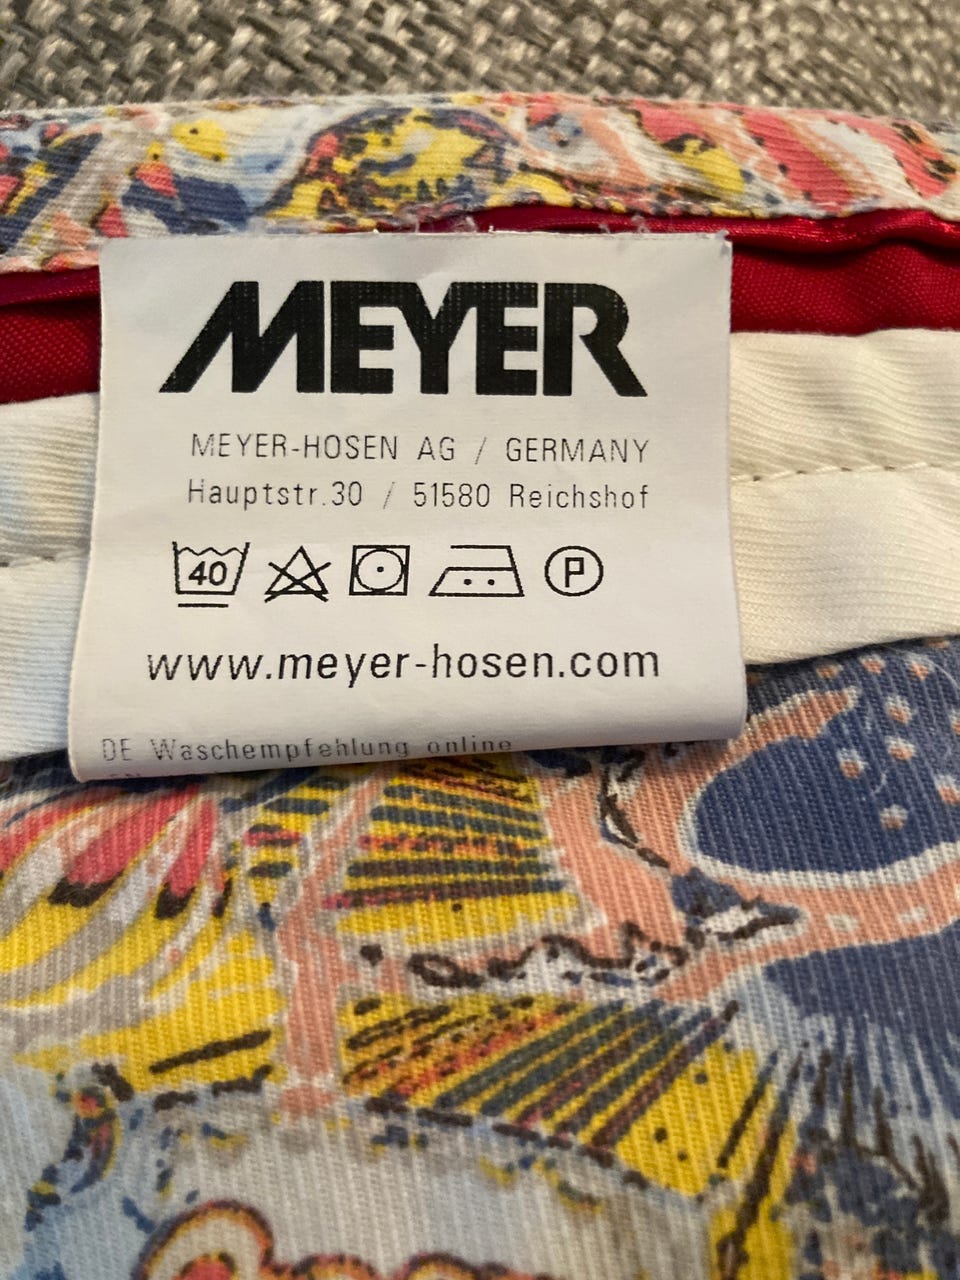 MEYER
MEYER-HOSEN AG / GERMANY
Hauptstr.30 / 51580 Reichshof
40 P
www.meyer-hosen.com
DE Waschempfehlung online